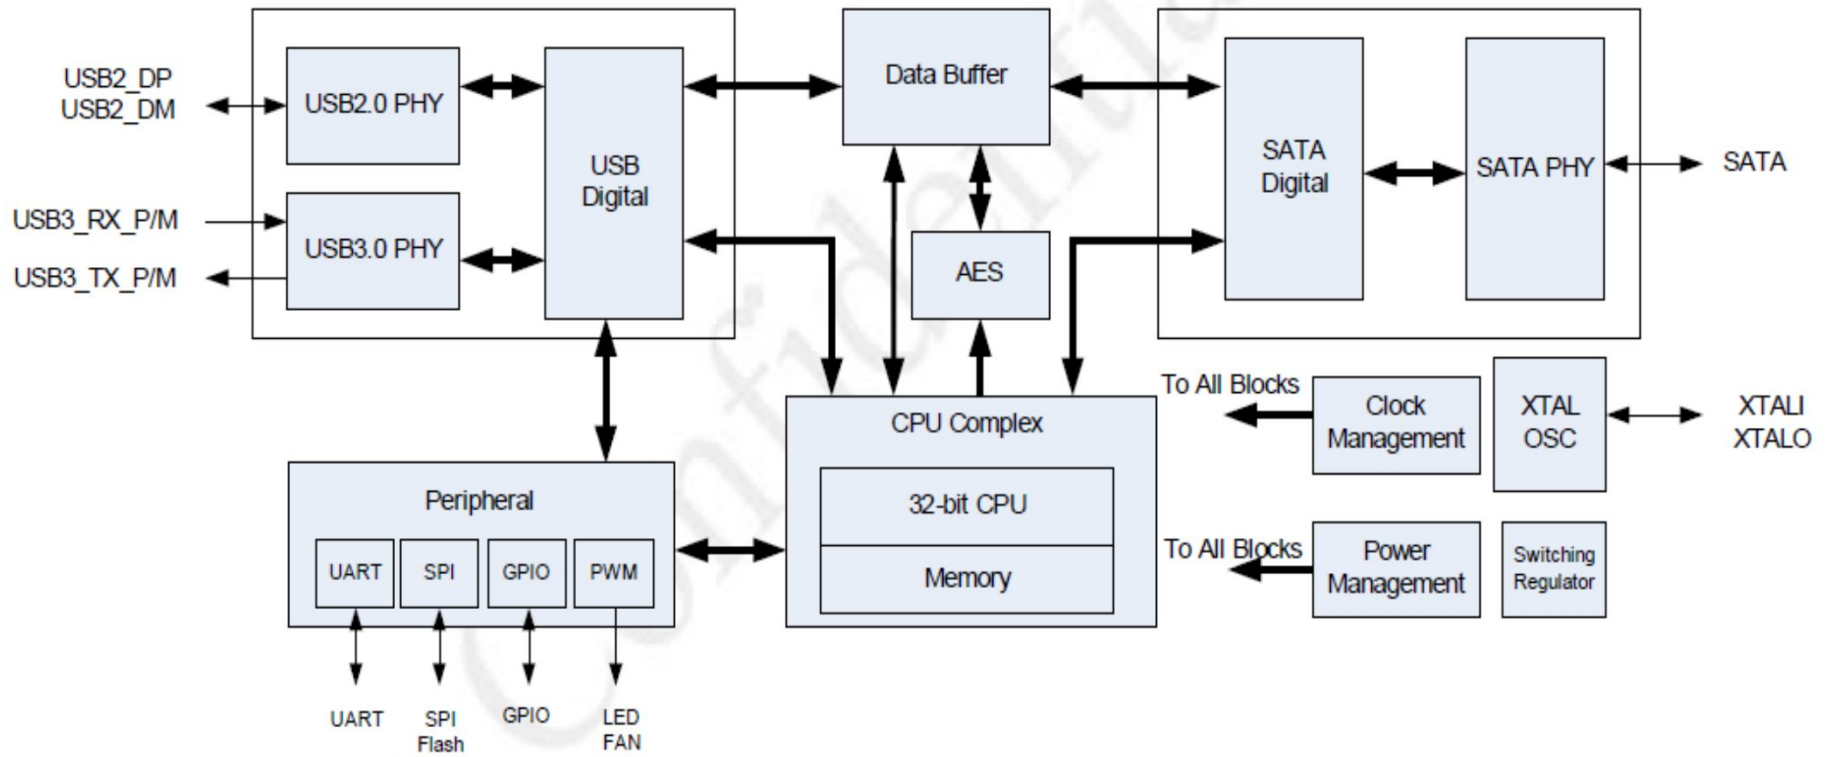 USB2_DP
USB2_DM
USB3_RX_P/M
USB3_TX_P/M
USB2.0 PHY
USB3.0 PHY
USB
Digital
Data Buffer
AES
SATA
Digital
SATA PHY
SATA
CPU Complex
32-bit CPU
Memory
To All Blocks
Clock
Management
XTAL
OSC
XTALI
XTALO
To All Blocks
Power
Management
Switching
Regulator
Peripheral
UART
SPI
GPIO
PWM
UART
SPI
Flash
GPIO
LED
FAN
Confidential